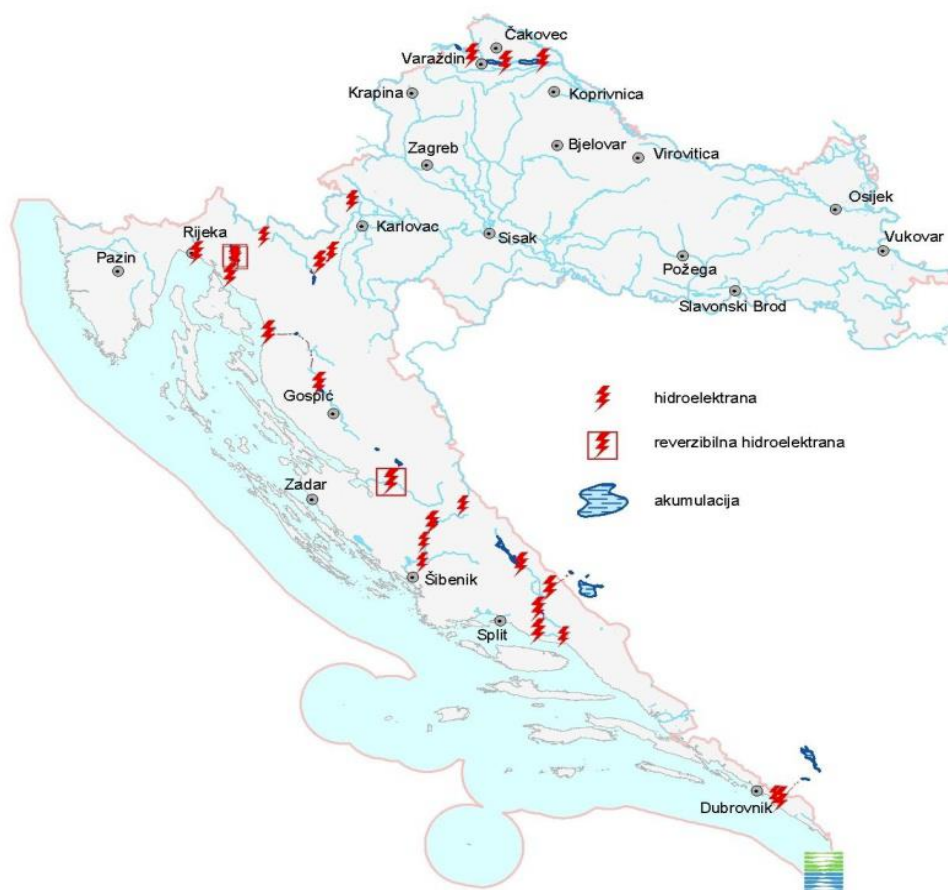 Čakovec
Varaždin
Krapina
Koprivnica
Bjelovar
Zagreb
Virovitica
Osijek
Karlovac
Rijeka
Sisak
Vukovar
Pazin
Požega
Slavonski Brod
Gospić
hidroelektrana
reverzibilna hidroelektrana
Zadar
akumulacija
Šibenik
Split
Dubrovnik